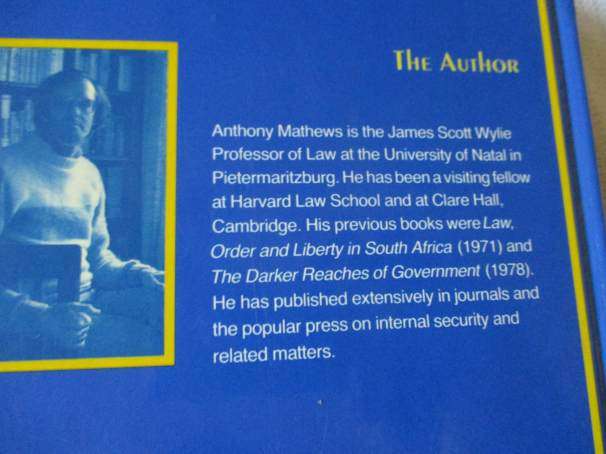 The Author
Anthony Mathews is the James Scott Wylie
Professor of Law at the University of Natal in
Pietermaritzburg. He has been a visiting fellow
at Harvard Law School and at Clare Hall,
Cambridge. His previous books were Law,
Order and Liberty in South Africa (1971) and
The Darker Reaches of Government (1978).
He has published extensively in journals and
the popular press on internal security and
related matters.